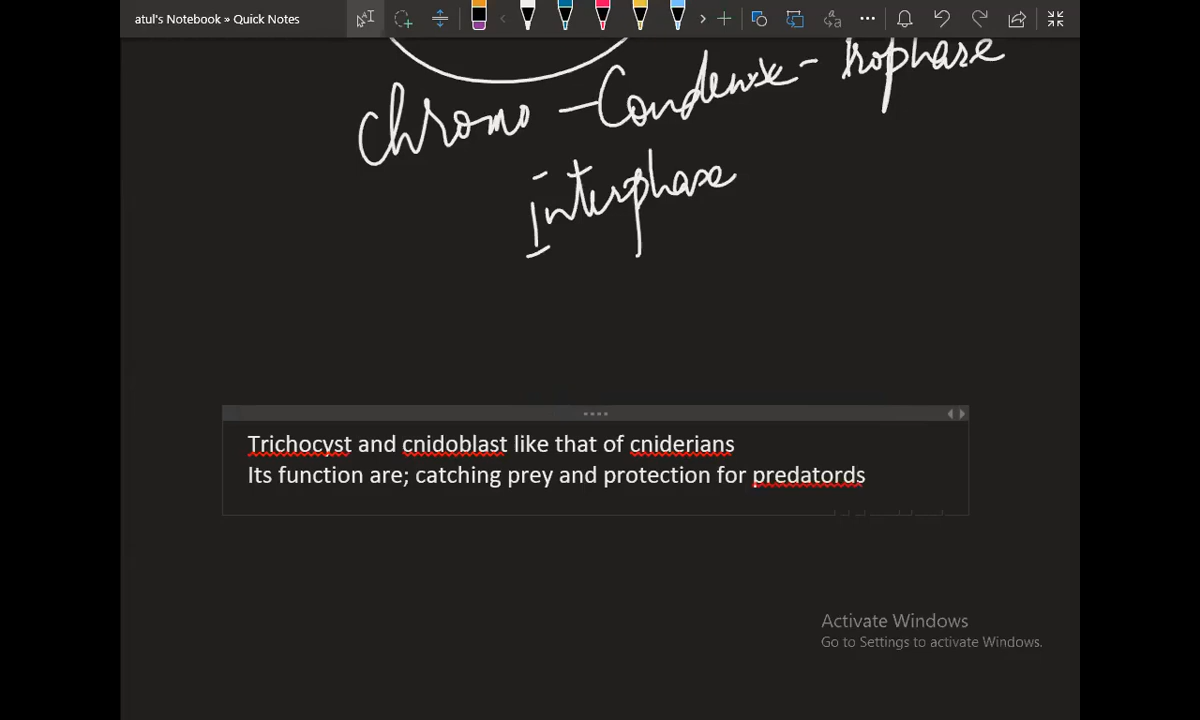 atul's Notebook » Quick Notes
Chromo - Condense - Prophase
Interphase
Trichocyst and cnidoblast like that of cniderians
Its function are; catching prey and protection for predatords
Activate Windows
Go to Settings to activate Windows.